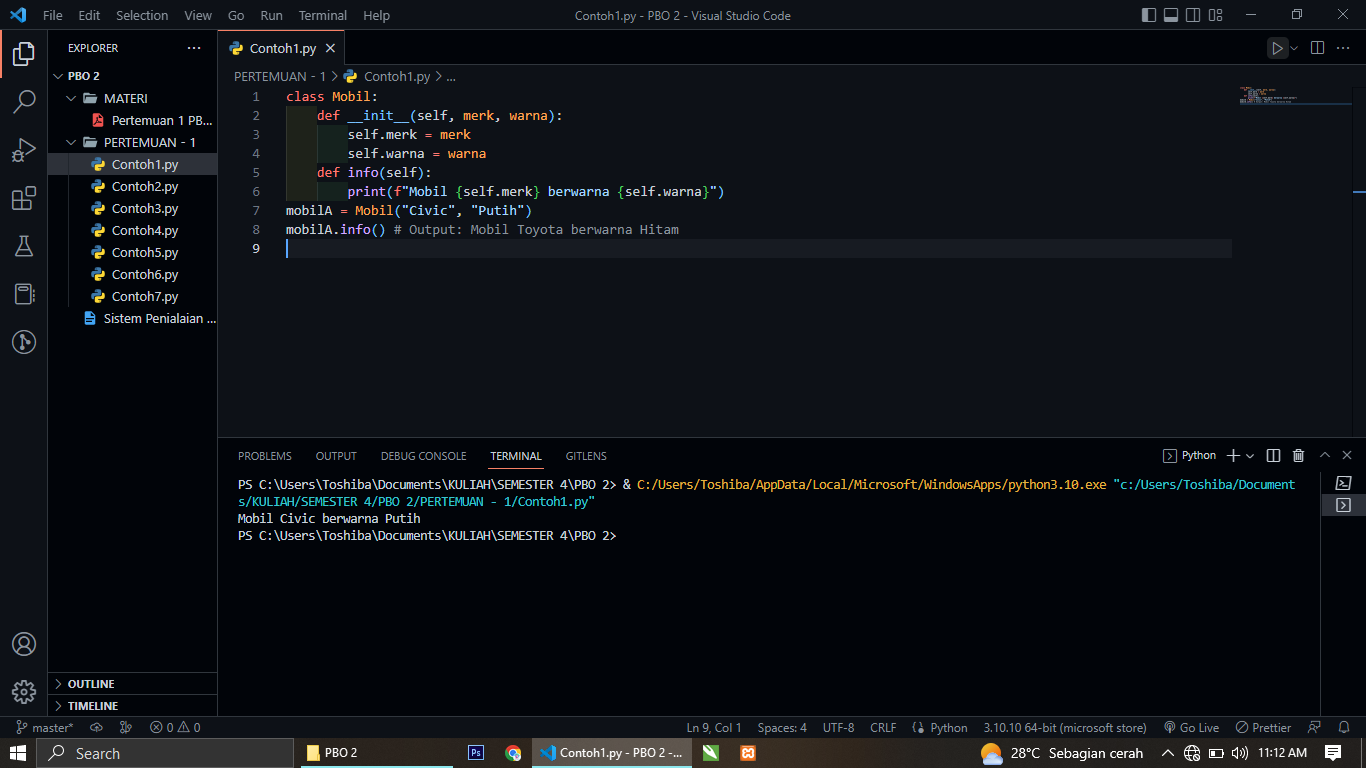 File Edit Selection View Go Run Terminal Help
Contoh1.py - PBO 2 - Visual Studio Code
EXPLORER
PBO 2
MATERI
Pertemuan 1 PB...
PERTEMUAN - 1
Contoh1.py
Contoh2.py
Contoh3.py
Contoh4.py
Contoh5.py
Contoh6.py
Contoh7.py
Sistem Penialaian ...
OUTLINE
TIMELINE
Contoh1.py
PERTEMUAN - 1 > Contoh1.py > ...
1 class Mobil:
2     def __init__(self, merk, warna):
3         self.merk = merk
4         self.warna = warna
5     def info(self):
6         print(f"Mobil {self.merk} berwarna {self.warna}")
7 mobilA = Mobil("Civic", "Putih")
8 mobilA.info() # Output: Mobil Toyota berwarna Hitam
9
PROBLEMS OUTPUT DEBUG CONSOLE TERMINAL GITLENS
Python
PS C:\Users\Toshiba\Documents\KULIAH\SEMESTER 4\PBO 2> & C:/Users/Toshiba/AppData/Local/Microsoft/WindowsApps/python3.10.exe "c:/Users/Toshiba/Document
s/KULIAH/SEMESTER 4/PBO 2/PERTEMUAN - 1/Contoh1.py"
Mobil Civic berwarna Putih
PS C:\Users\Toshiba\Documents\KULIAH\SEMESTER 4\PBO 2>
master* 0 0 Ln 9, Col 1 Spaces: 4 UTF-8 CRLF Python 3.10.10 64-bit (microsoft store) Go Live Prettier
Search PBO 2 Ps Contoh1.py - PBO 2 -... 28°C Sebagian cerah 11:12 AM